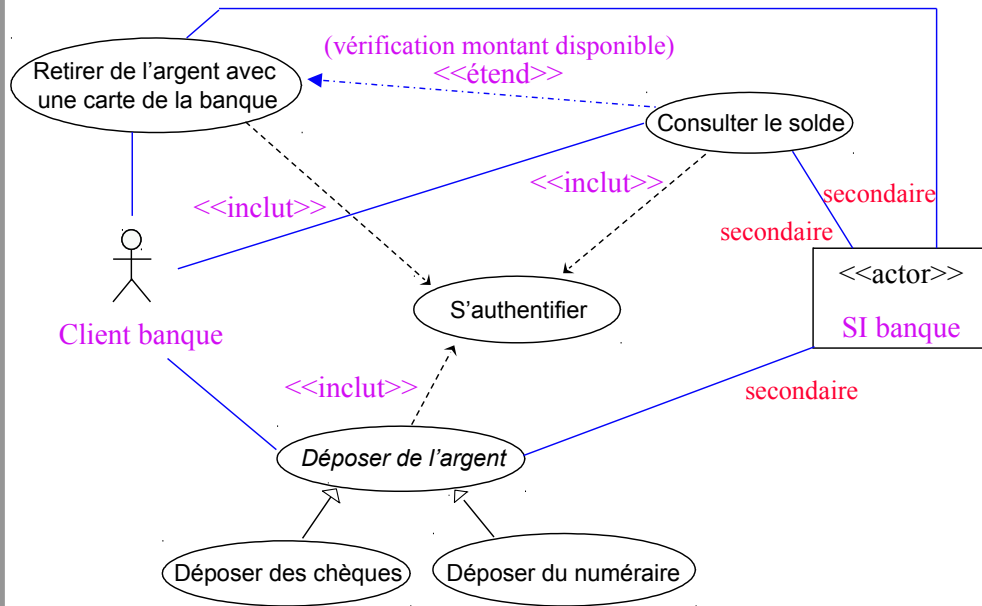 (vérification montant disponible)
<<étend>>
Retirer de l’argent avec
une carte de la banque
Consulter le solde
<<inclut>>
<<inclut>>
secondaire
secondaire
<<actor>>
SI banque
S’authentifier
Client banque
<<inclut>>
secondaire
Déposer de l’argent
Déposer des chèques
Déposer du numéraire